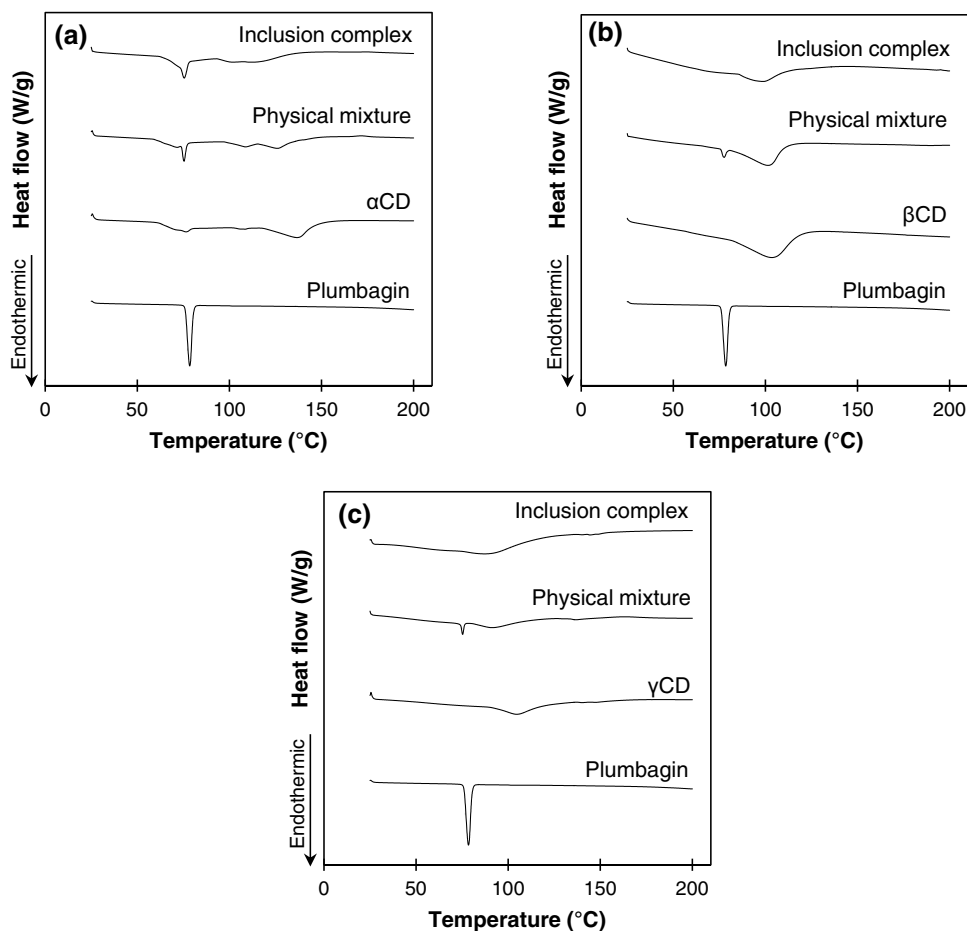 (a)
Inclusion complex
Physical mixture
αCD
Plumbagin
Heat flow (W/g)
Endothermic
0 50 100 150 200
Temperature (°C)
(b)
Inclusion complex
Physical mixture
βCD
Plumbagin
Heat flow (W/g)
Endothermic
0 50 100 150 200
Temperature (°C)
(c)
Inclusion complex
Physical mixture
γCD
Plumbagin
Heat flow (W/g)
Endothermic
0 50 100 150 200
Temperature (°C)